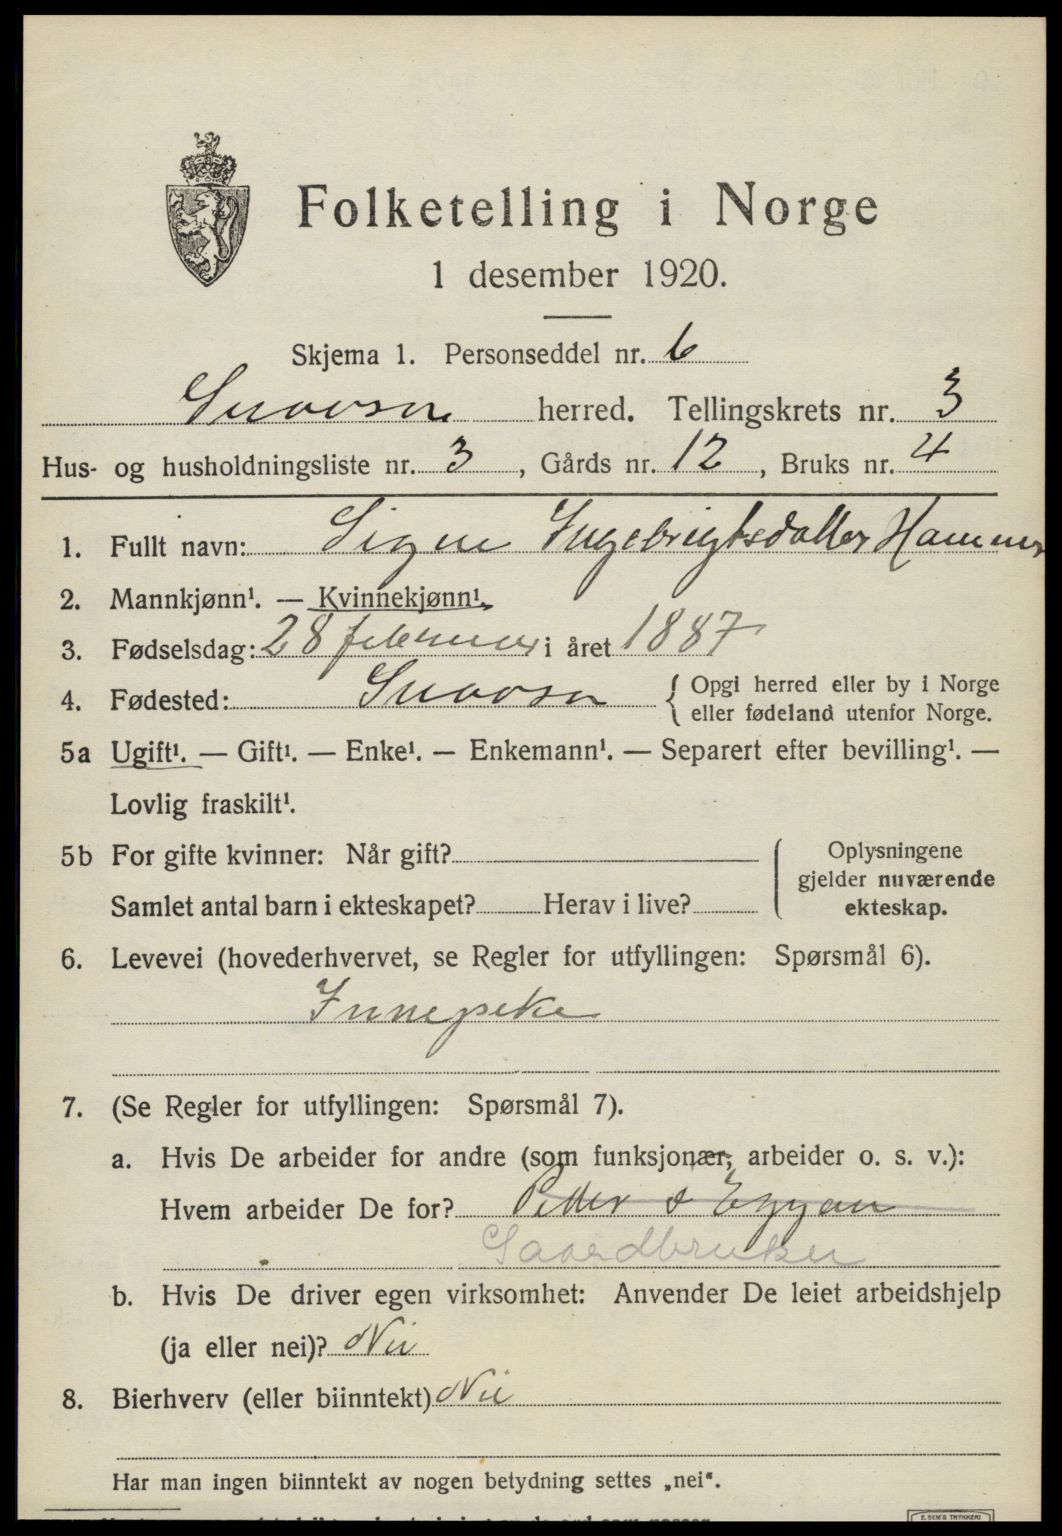 Folketelling i Norge
1 desember 1920.
Skjema 1. Personseddel nr. 6
Snaasa herred. Tellingskrets nr. 3
Hus- og husholdningsliste nr. 3, Gårds nr. 12, Bruks nr. 4
1. Fullt navn: Signe Ingebrigtsdatter Hammer
2. Mannkjønn¹. — Kvinnekjønn¹.
3. Fødselsdag: 28 februar i året 1887
4. Fødested: Snaasa { Opgi herred eller by i Norge
eller fødeland utenfor Norge.
5a Ugift¹. — Gift¹. — Enke¹. — Enkemann¹. — Separert efter bevilling¹. —
Lovlig fraskilt¹.
5b For gifte kvinner: Når gift?
Samlet antal barn i ekteskapet? Herav i live?
Oplysningene
gjelder nuværende
ekteskap.
6. Levevei (hovederhvervet, se Regler for utfyllingen: Spørsmål 6).
Innepike
7. (Se Regler for utfyllingen: Spørsmål 7).
a. Hvis De arbeider for andre (som funksjonær, arbeider o. s. v.):
Hvem arbeider De for? Petter Eggan
Gaardbruker
b. Hvis De driver egen virksomhet: Anvender De leiet arbeidshjelp
(ja eller nei)? Nei
8. Bierhverv (eller biinntekt) Nei
Har man ingen biinntekt av nogen betydning settes „nei“.